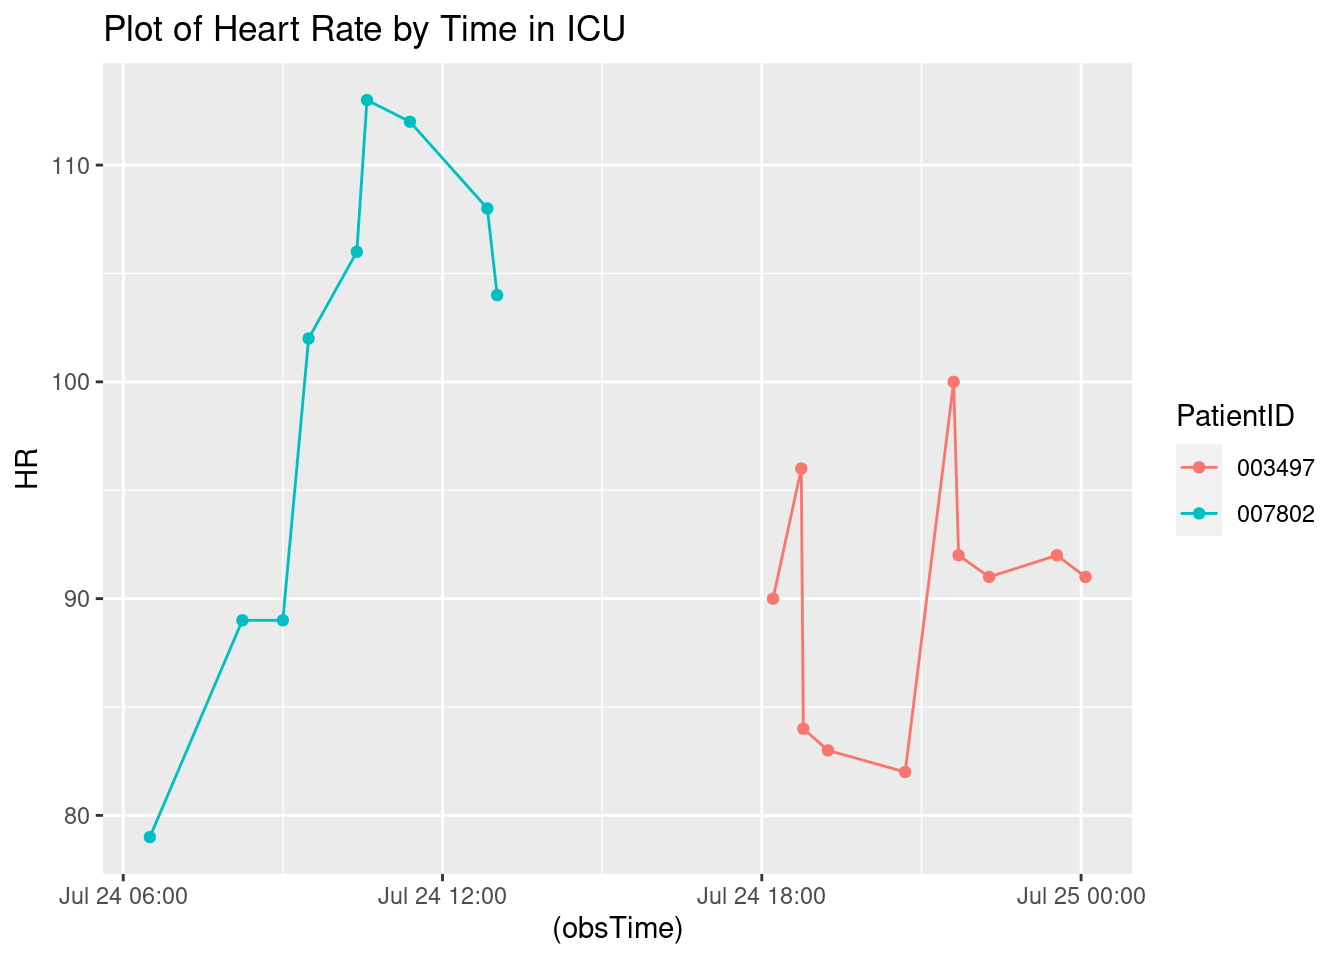 Plot of Heart Rate by Time in ICU
110
100
90
80
HR
Jul 24 06:00
Jul 24 12:00
Jul 24 18:00
Jul 25 00:00
(obsTime)
PatientID
003497
007802